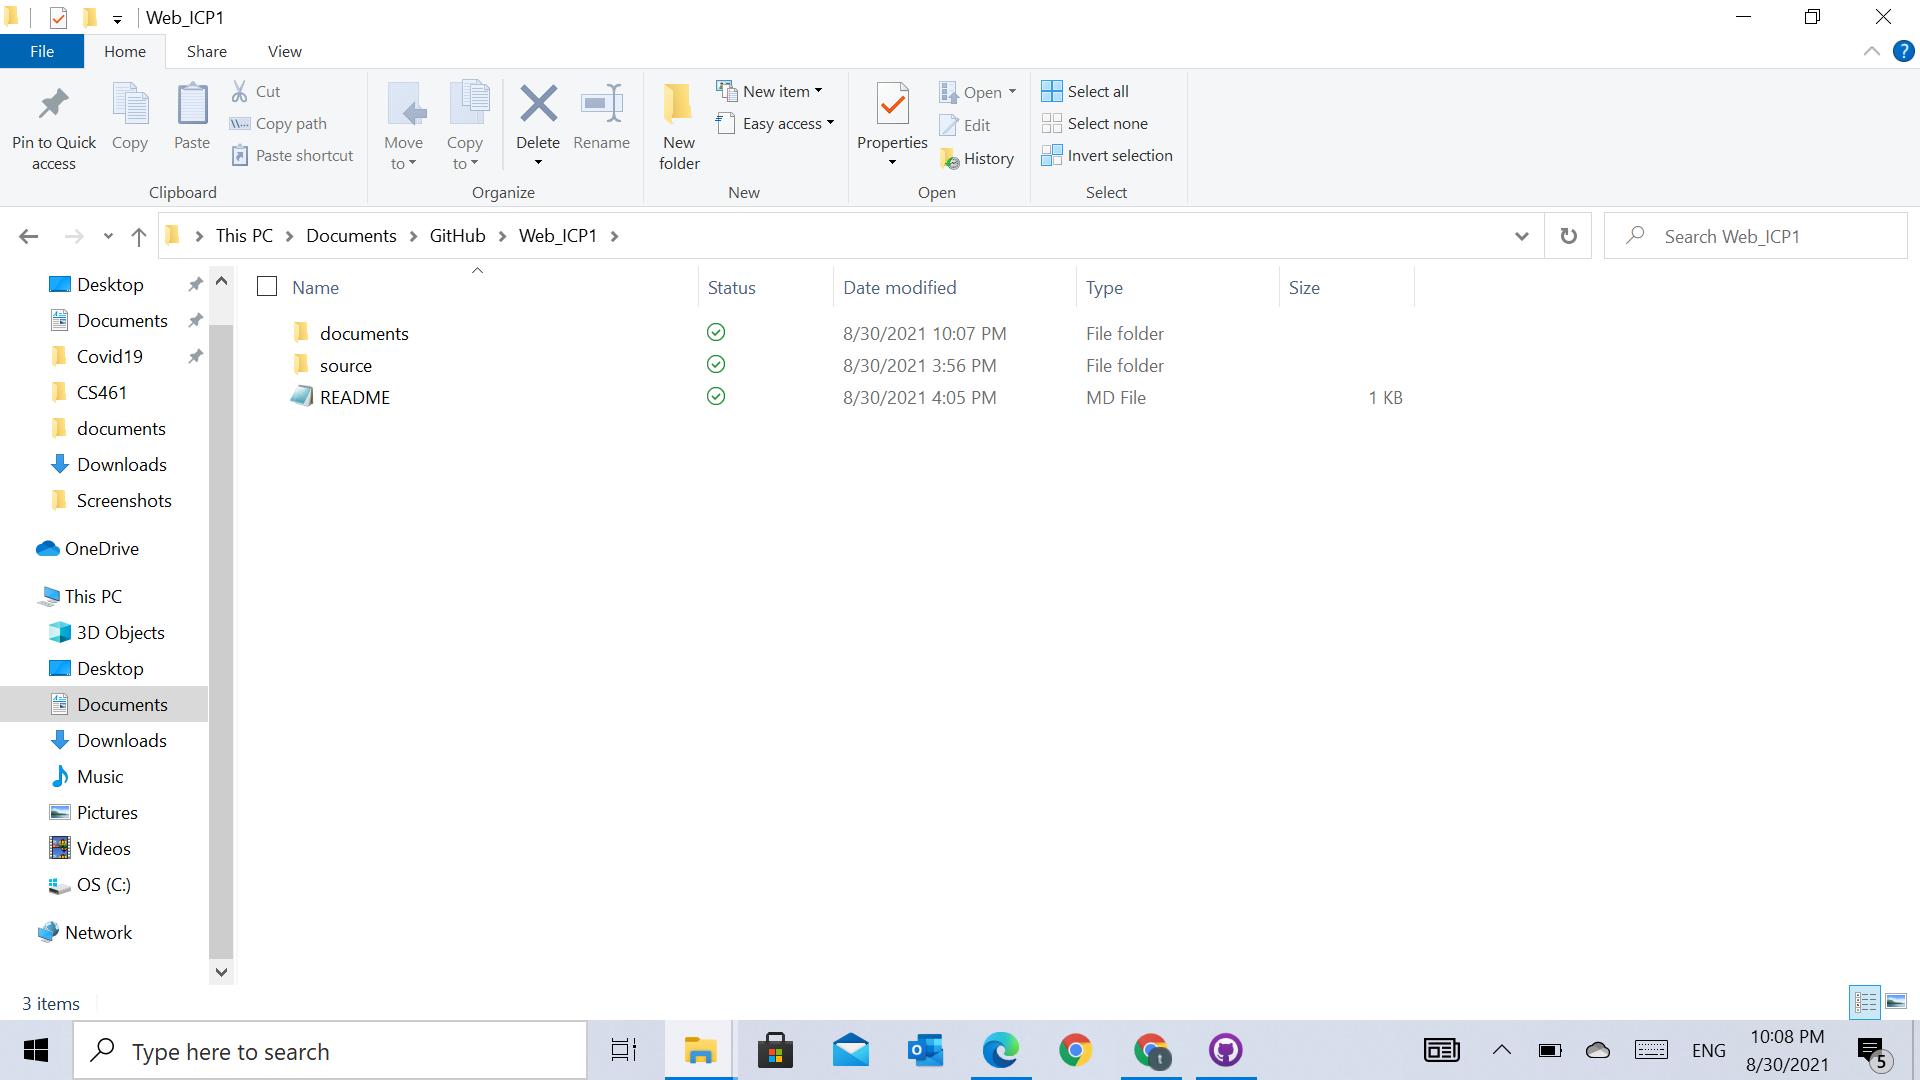 Web_ICP1
File Home Share View
Pin to Quick access
Copy
Paste
Cut
Copy path
Paste shortcut
Clipboard
Move to
Copy to
Delete
Rename
Organize
New folder
New item
Easy access
New
Properties
Open
Edit
History
Open
Select all
Select none
Invert selection
Select
This PC Documents GitHub Web_ICP1
Search Web_ICP1
Desktop
Documents
Covid19
CS461
documents
Downloads
Screenshots
OneDrive
This PC
3D Objects
Desktop
Documents
Downloads
Music
Pictures
Videos
OS (C:)
Network
Name Status Date modified Type Size
documents 8/30/2021 10:07 PM File folder
source 8/30/2021 3:56 PM File folder
README 8/30/2021 4:05 PM MD File 1 KB
3 items
Type here to search
t
ENG
10:08 PM
8/30/2021
5